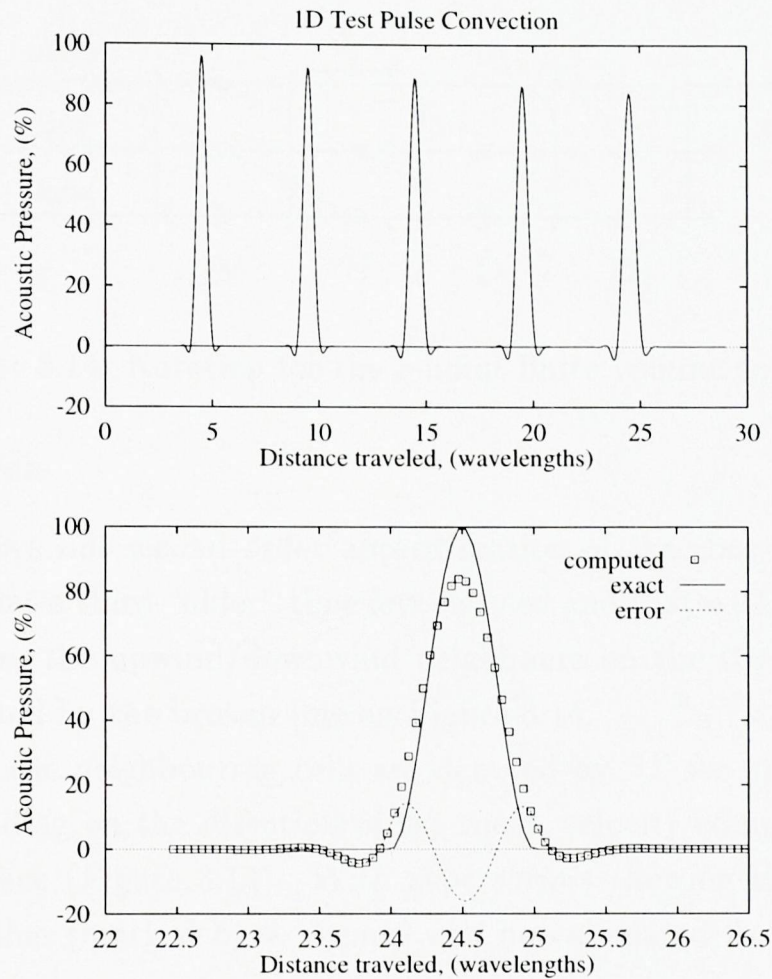 1D Test Pulse Convection
Acoustic Pressure, (%)
100
80
60
40
20
0
-20
0 5 10 15 20 25 30
Distance traveled, (wavelengths)
Acoustic Pressure, (%)
100
80
60
40
20
0
-20
computed
exact
error
22 22.5 23 23.5 24 24.5 25 25.5 26 26.5
Distance traveled, (wavelengths)